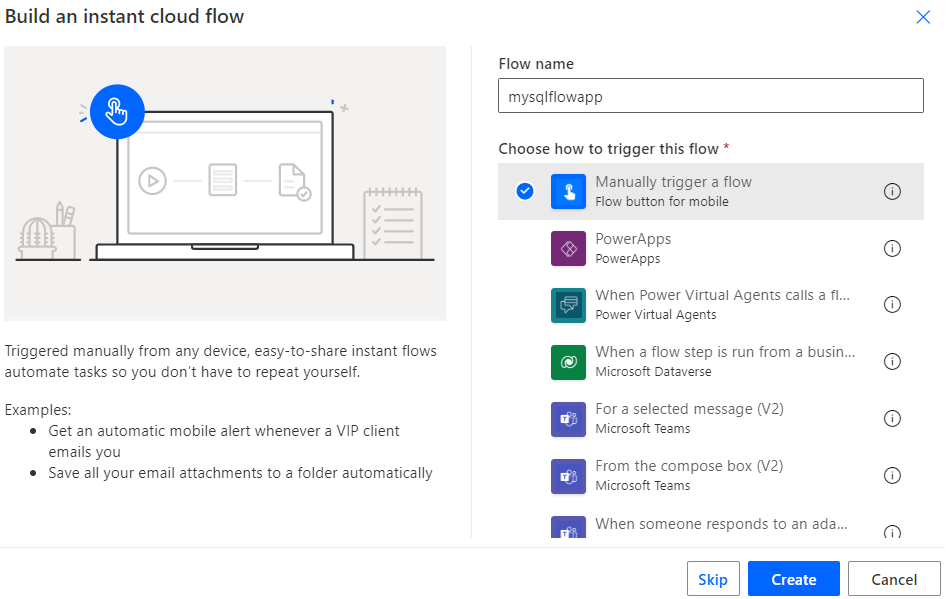 Build an instant cloud flow
Flow name
mysqlflowapp
Choose how to trigger this flow *
Manually trigger a flow
Flow button for mobile
PowerApps
PowerApps
When Power Virtual Agents calls a fl...
Power Virtual Agents
When a flow step is run from a busin...
Microsoft Dataverse
For a selected message (V2)
Microsoft Teams
From the compose box (V2)
Microsoft Teams
When someone responds to an ada...
Triggered manually from any device, easy-to-share instant flows
automate tasks so you don't have to repeat yourself.
Examples:
Get an automatic mobile alert whenever a VIP client
emails you
Save all your email attachments to a folder automatically
Skip
Create
Cancel